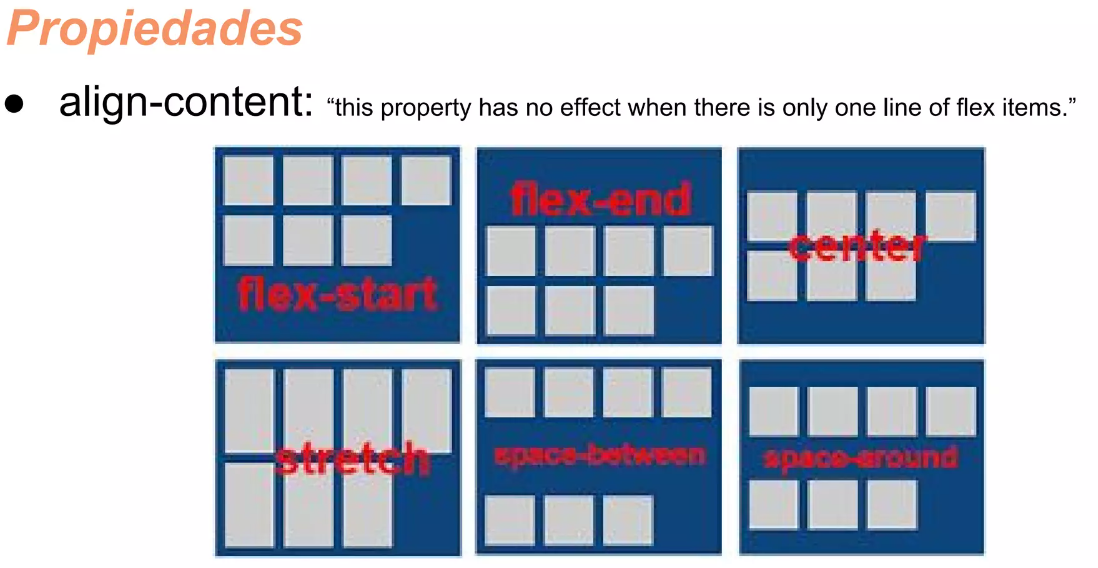 Propiedades
● align-content: “this property has no effect when there is only one line of flex items.”
flex-start
flex-end
center
stretch
space-between
space-around